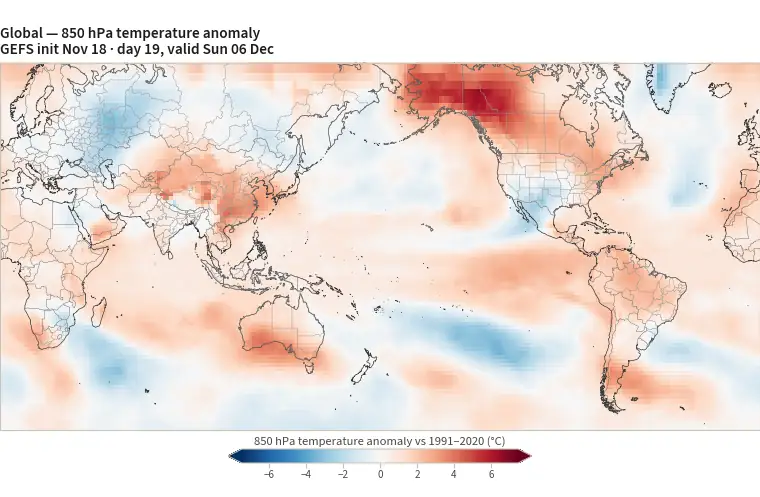 Global — 850 hPa temperature anomaly
GEFS init Nov 18 · day 19, valid Sun 06 Dec
850 hPa temperature anomaly vs 1991–2020 (°C)
−6 −4 −2 0 2 4 6